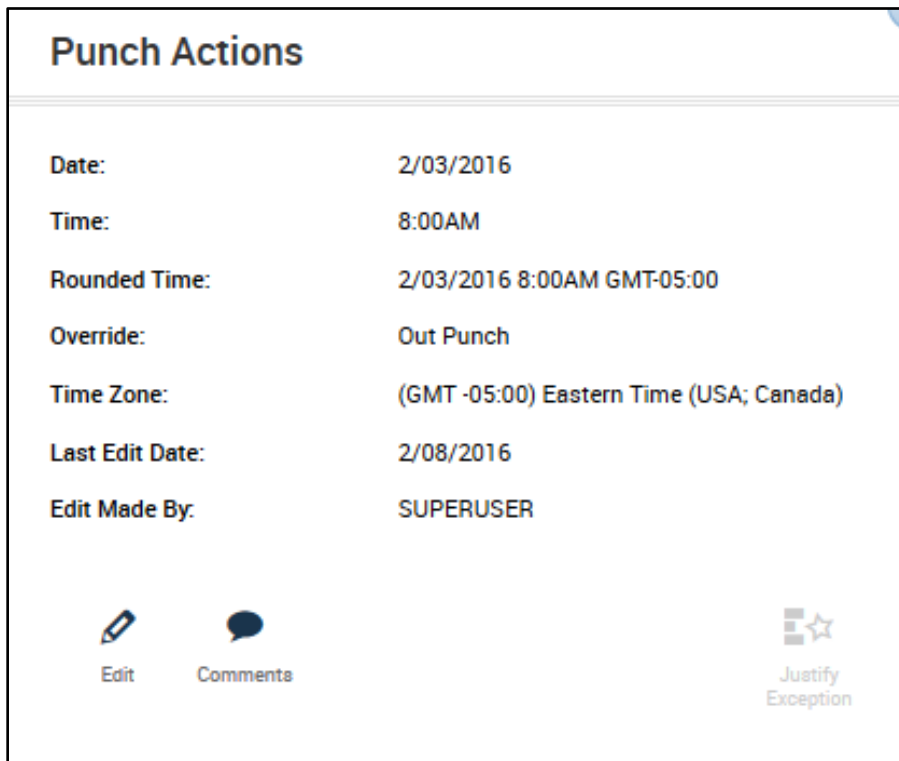 Punch Actions
Date: 2/03/2016
Time: 8:00AM
Rounded Time: 2/03/2016 8:00AM GMT-05:00
Override: Out Punch
Time Zone: (GMT -05:00) Eastern Time (USA; Canada)
Last Edit Date: 2/08/2016
Edit Made By: SUPERUSER
Edit Comments Justify
Exception